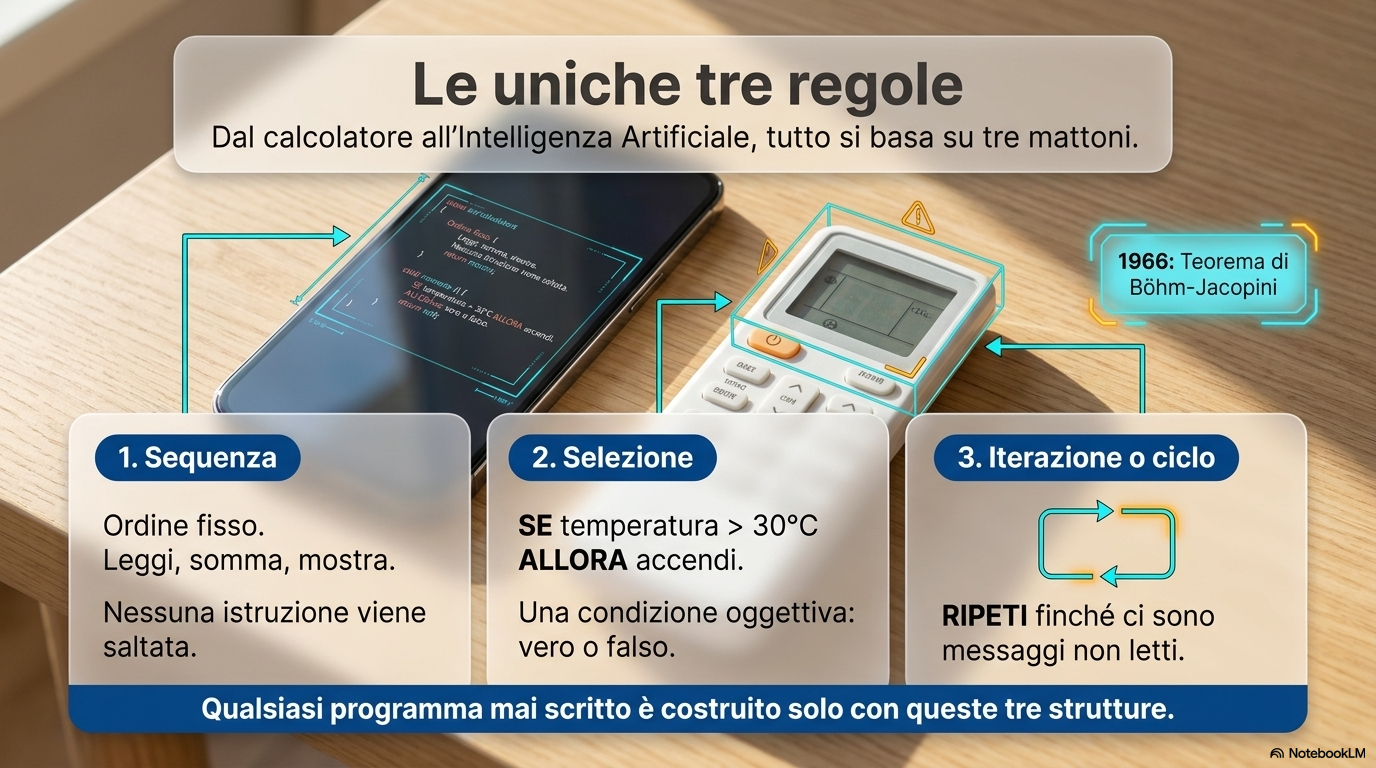 Le uniche tre regole
Dal calcolatore all'Intelligenza Artificiale, tutto si basa su tre mattoni.
1966: Teorema di
Böhm-Jacopini
1. Sequenza
Ordine fisso.
Leggi, somma, mostra.
Nessuna istruzione viene
saltata.
2. Selezione
SE temperatura > 30°C
ALLORA accendi.
Una condizione oggettiva:
vero o falso.
3. Iterazione o ciclo
RIPETI finché ci sono
messaggi non letti.
Qualsiasi programma mai scritto è costruito solo con queste tre strutture.
NotebookLM